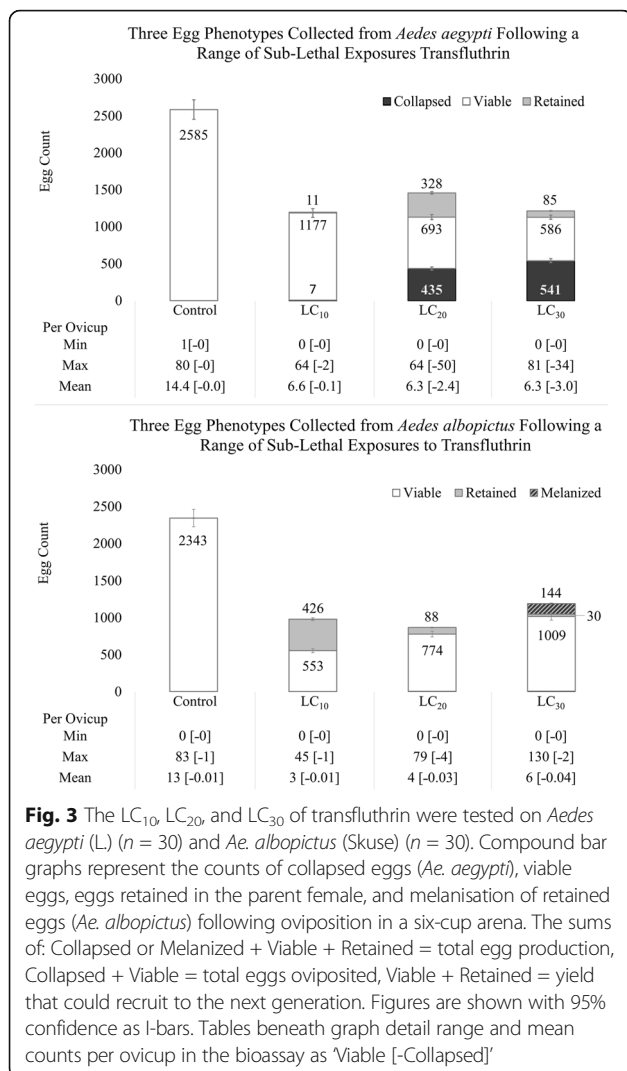 Three Egg Phenotypes Collected from Aedes aegypti Following a
Range of Sub-Lethal Exposures Transfluthrin
3000
2500
2000
1500
1000
500
0
Egg Count
Collapsed Viable Retained
2585
11
1177
7
328
693
435
85
586
541
Control LC10 LC20 LC30
Per Ovicup
Min 1[-0] 0 [-0] 0 [-0] 0 [-0]
Max 80 [-0] 64 [-2] 64 [-50] 81 [-34]
Mean 14.4 [-0.0] 6.6 [-0.1] 6.3 [-2.4] 6.3 [-3.0]
Three Egg Phenotypes Collected from Aedes albopictus Following a
Range of Sub-Lethal Exposures to Transfluthrin
3000
2500
2000
1500
1000
500
0
Egg Count
Viable Retained Melanized
2343
426
553
88
774
144
30
1009
Control LC10 LC20 LC30
Per Ovicup
Min 0 [-0] 0 [-0] 0 [-0] 0 [-0]
Max 83 [-1] 45 [-1] 79 [-4] 130 [-2]
Mean 13 [-0.01] 3 [-0.01] 4 [-0.03] 6 [-0.04]
Fig. 3 The LC10, LC20, and LC30 of transfluthrin were tested on Aedes
aegypti (L.) (n = 30) and Ae. albopictus (Skuse) (n = 30). Compound bar
graphs represent the counts of collapsed eggs (Ae. aegypti), viable
eggs, eggs retained in the parent female, and melanisation of retained
eggs (Ae. albopictus) following oviposition in a six-cup arena. The sums
of: Collapsed or Melanized + Viable + Retained = total egg production,
Collapsed + Viable = total eggs oviposited, Viable + Retained = yield
that could recruit to the next generation. Figures are shown with 95%
confidence as I-bars. Tables beneath graph detail range and mean
counts per ovicup in the bioassay as 'Viable [-Collapsed]'